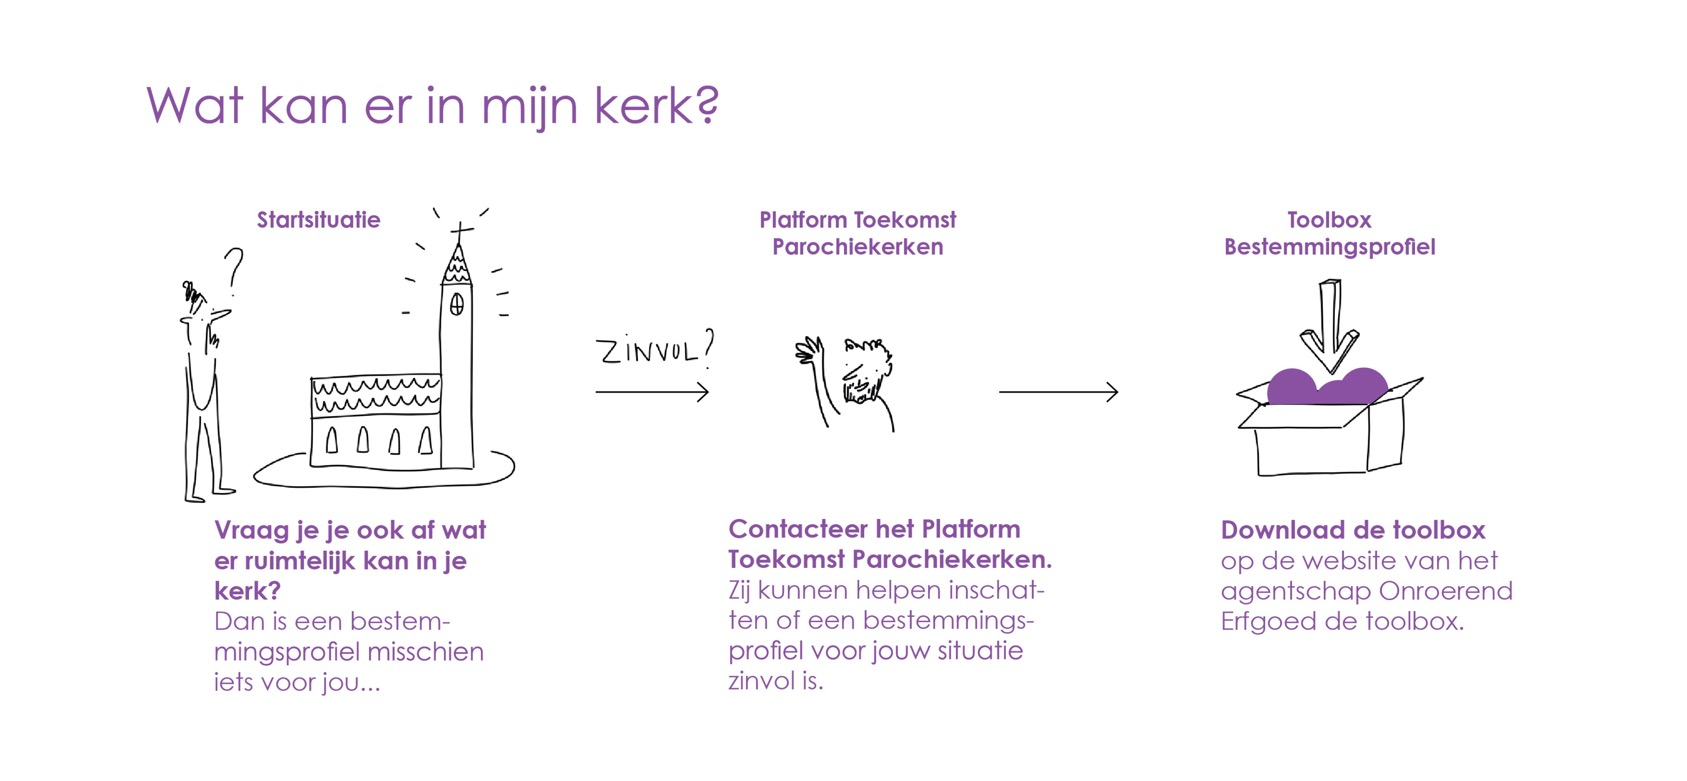 Wat kan er in mijn kerk?
Startsituatie
?
Vraag je je ook af wat
er ruimtelijk kan in je
kerk?
Dan is een bestem-
mingsprofiel misschien
iets voor jou...
ZINVOL?
Platform Toekomst
Parochiekerken
Contacteer het Platform
Toekomst Parochiekerken.
Zij kunnen helpen inschat-
ten of een bestemmings-
profiel voor jouw situatie
zinvol is.
Toolbox
Bestemmingsprofiel
Download de toolbox
op de website van het
agentschap Onroerend
Erfgoed de toolbox.